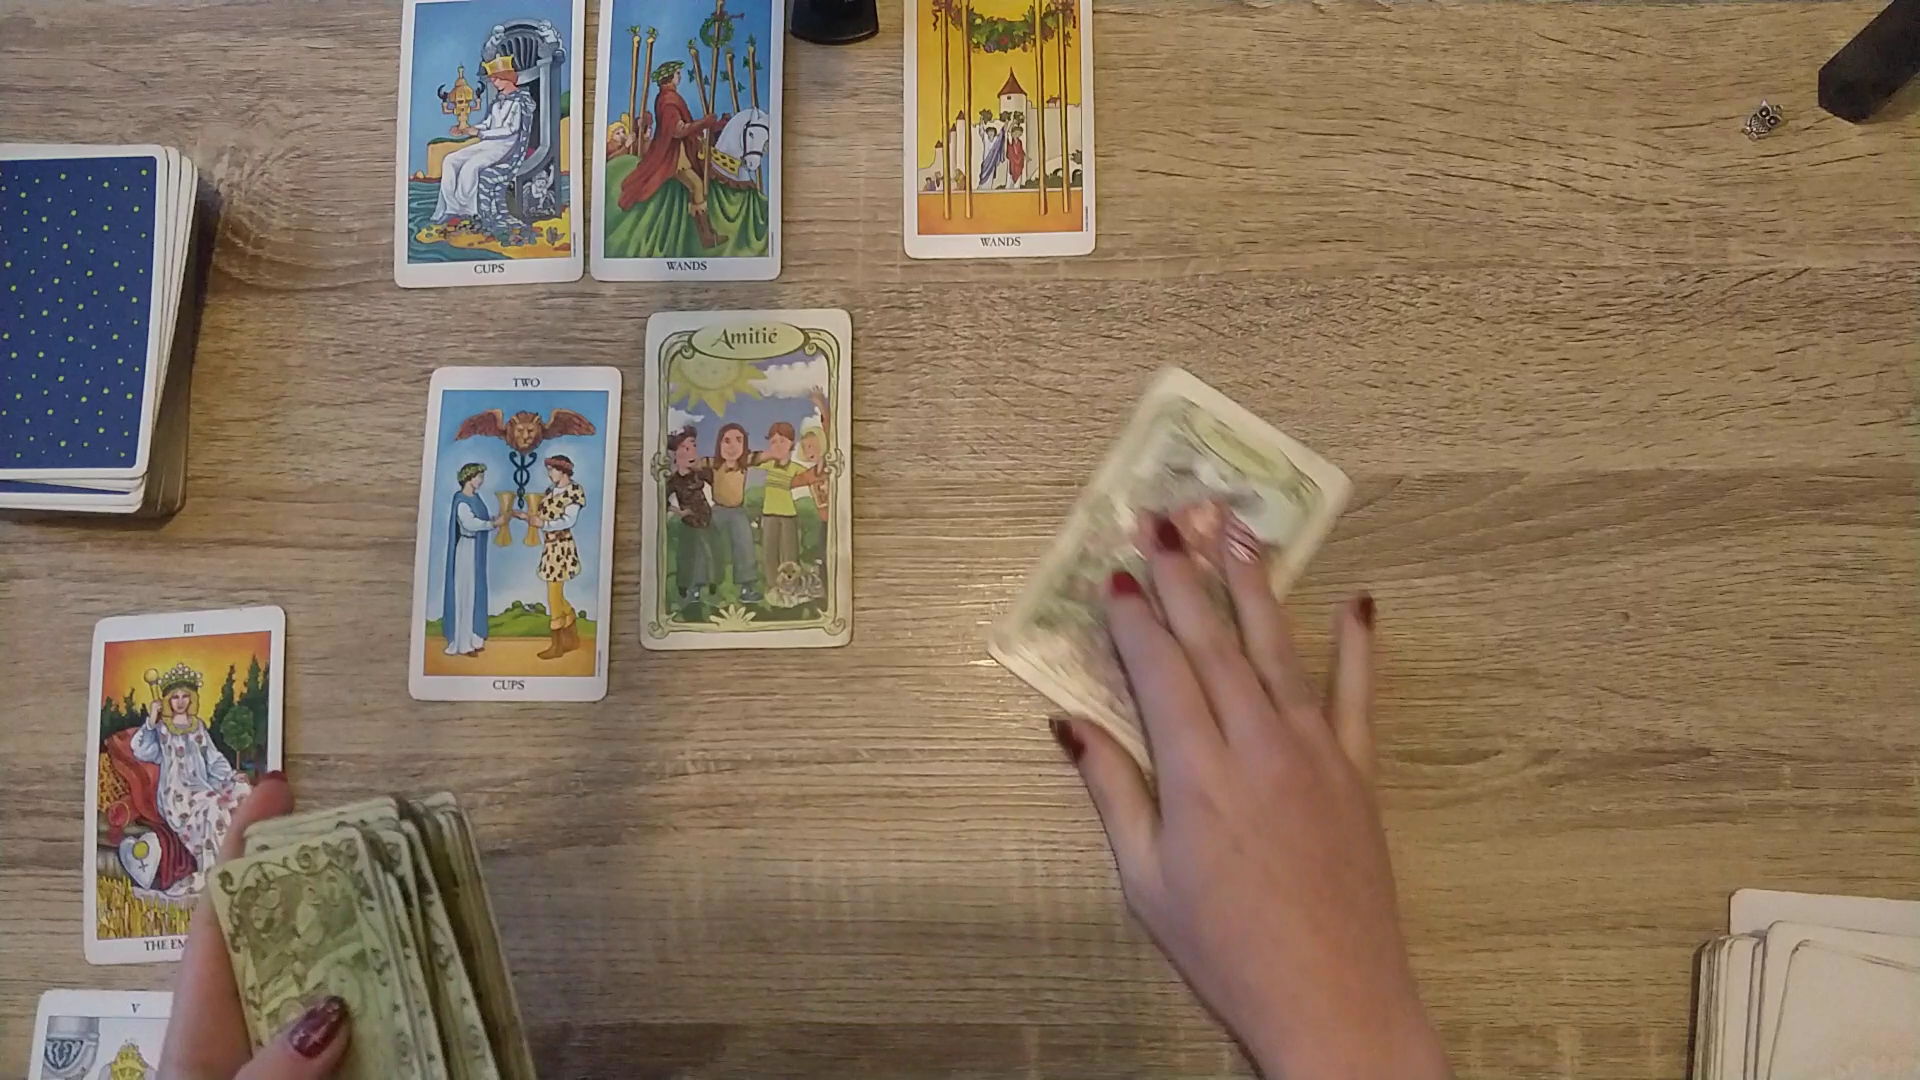 CUPS
WANDS
WANDS
Amitié
TWO
CUPS
III
THE EM
V